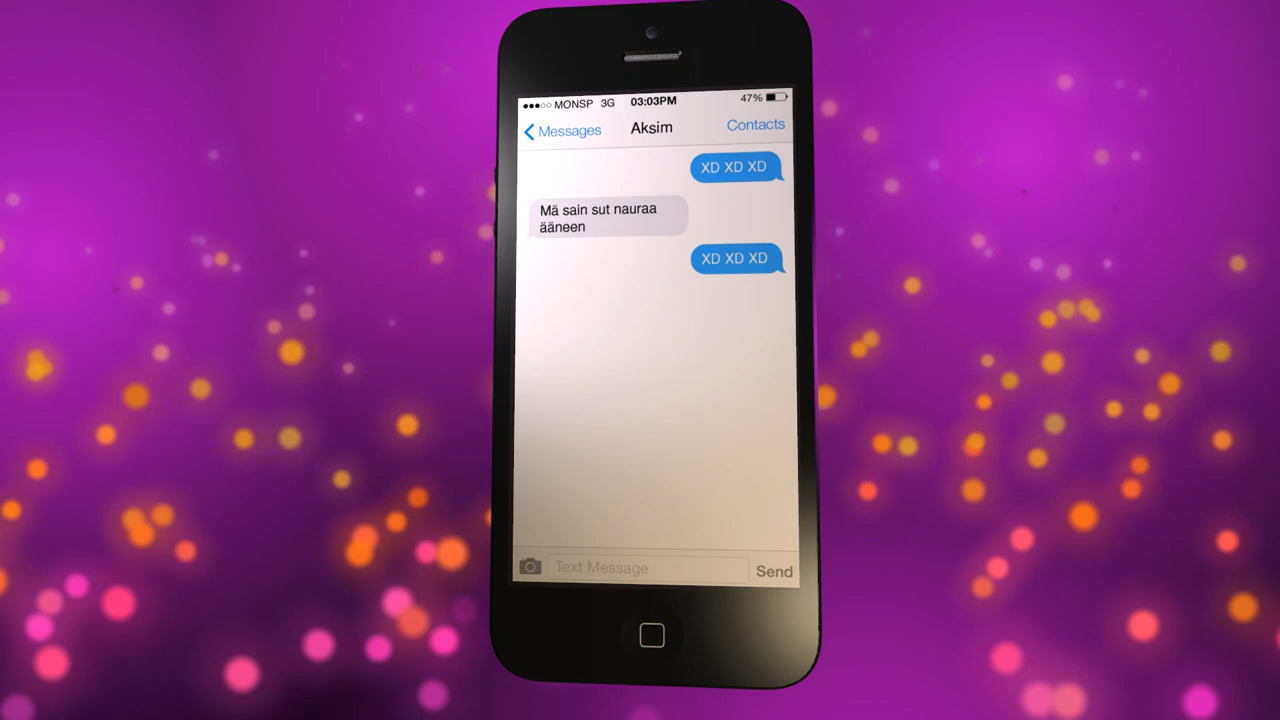 MONSP 3G 03:03PM 47%
Messages Aksim Contacts
XD XD XD
Mä sain sut nauraa
ääneen
XD XD XD
Text Message Send